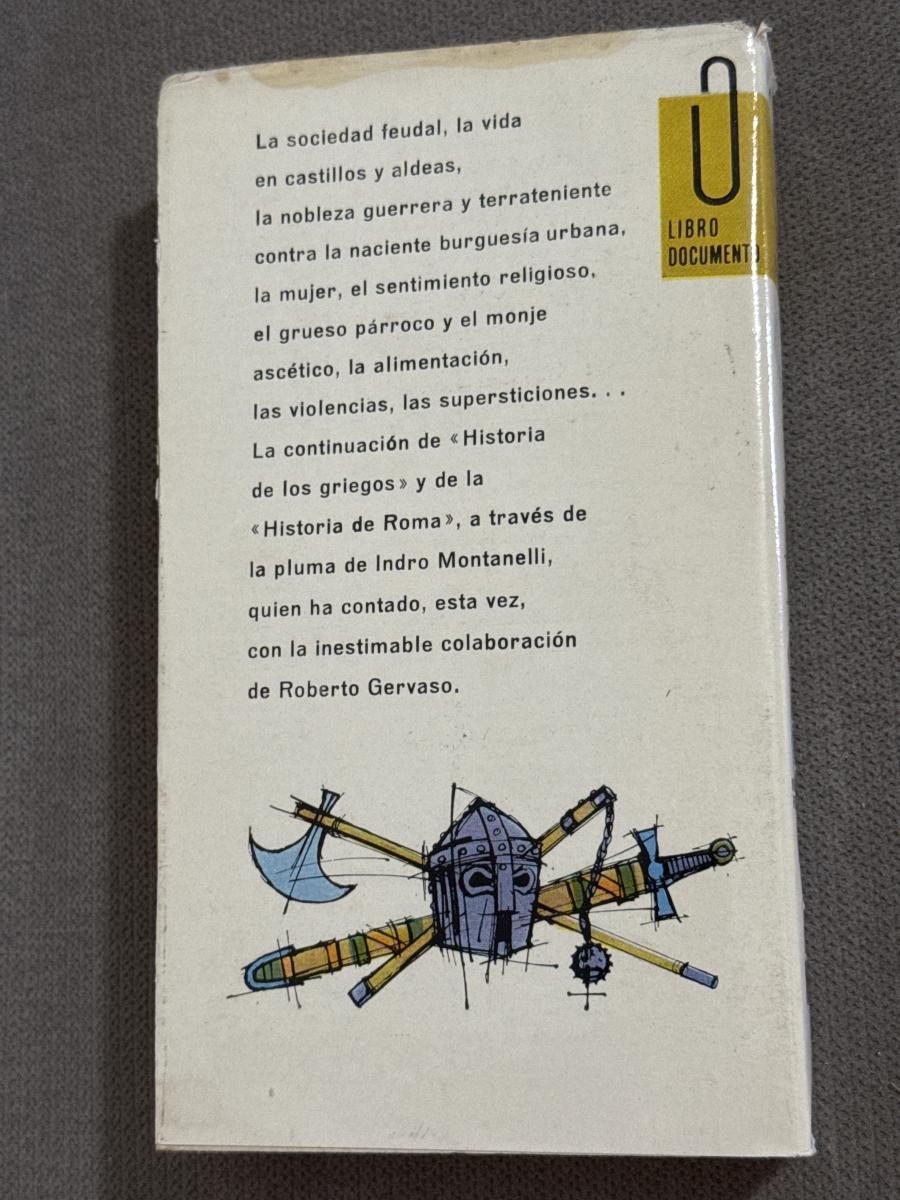 La sociedad feudal, la vida
en castillos y aldeas,
la nobleza guerrera y terrateniente
contra la naciente burguesía urbana,
la mujer, el sentimiento religioso,
el grueso párroco y el monje
ascético, la alimentación,
las violencias, las supersticiones. . .
La continuación de «Historia
de los griegos» y de la
«Historia de Roma», a través de
la pluma de Indro Montanelli,
quien ha contado, esta vez,
con la inestimable colaboración
de Roberto Gervaso.
LIBRO
DOCUMENTO